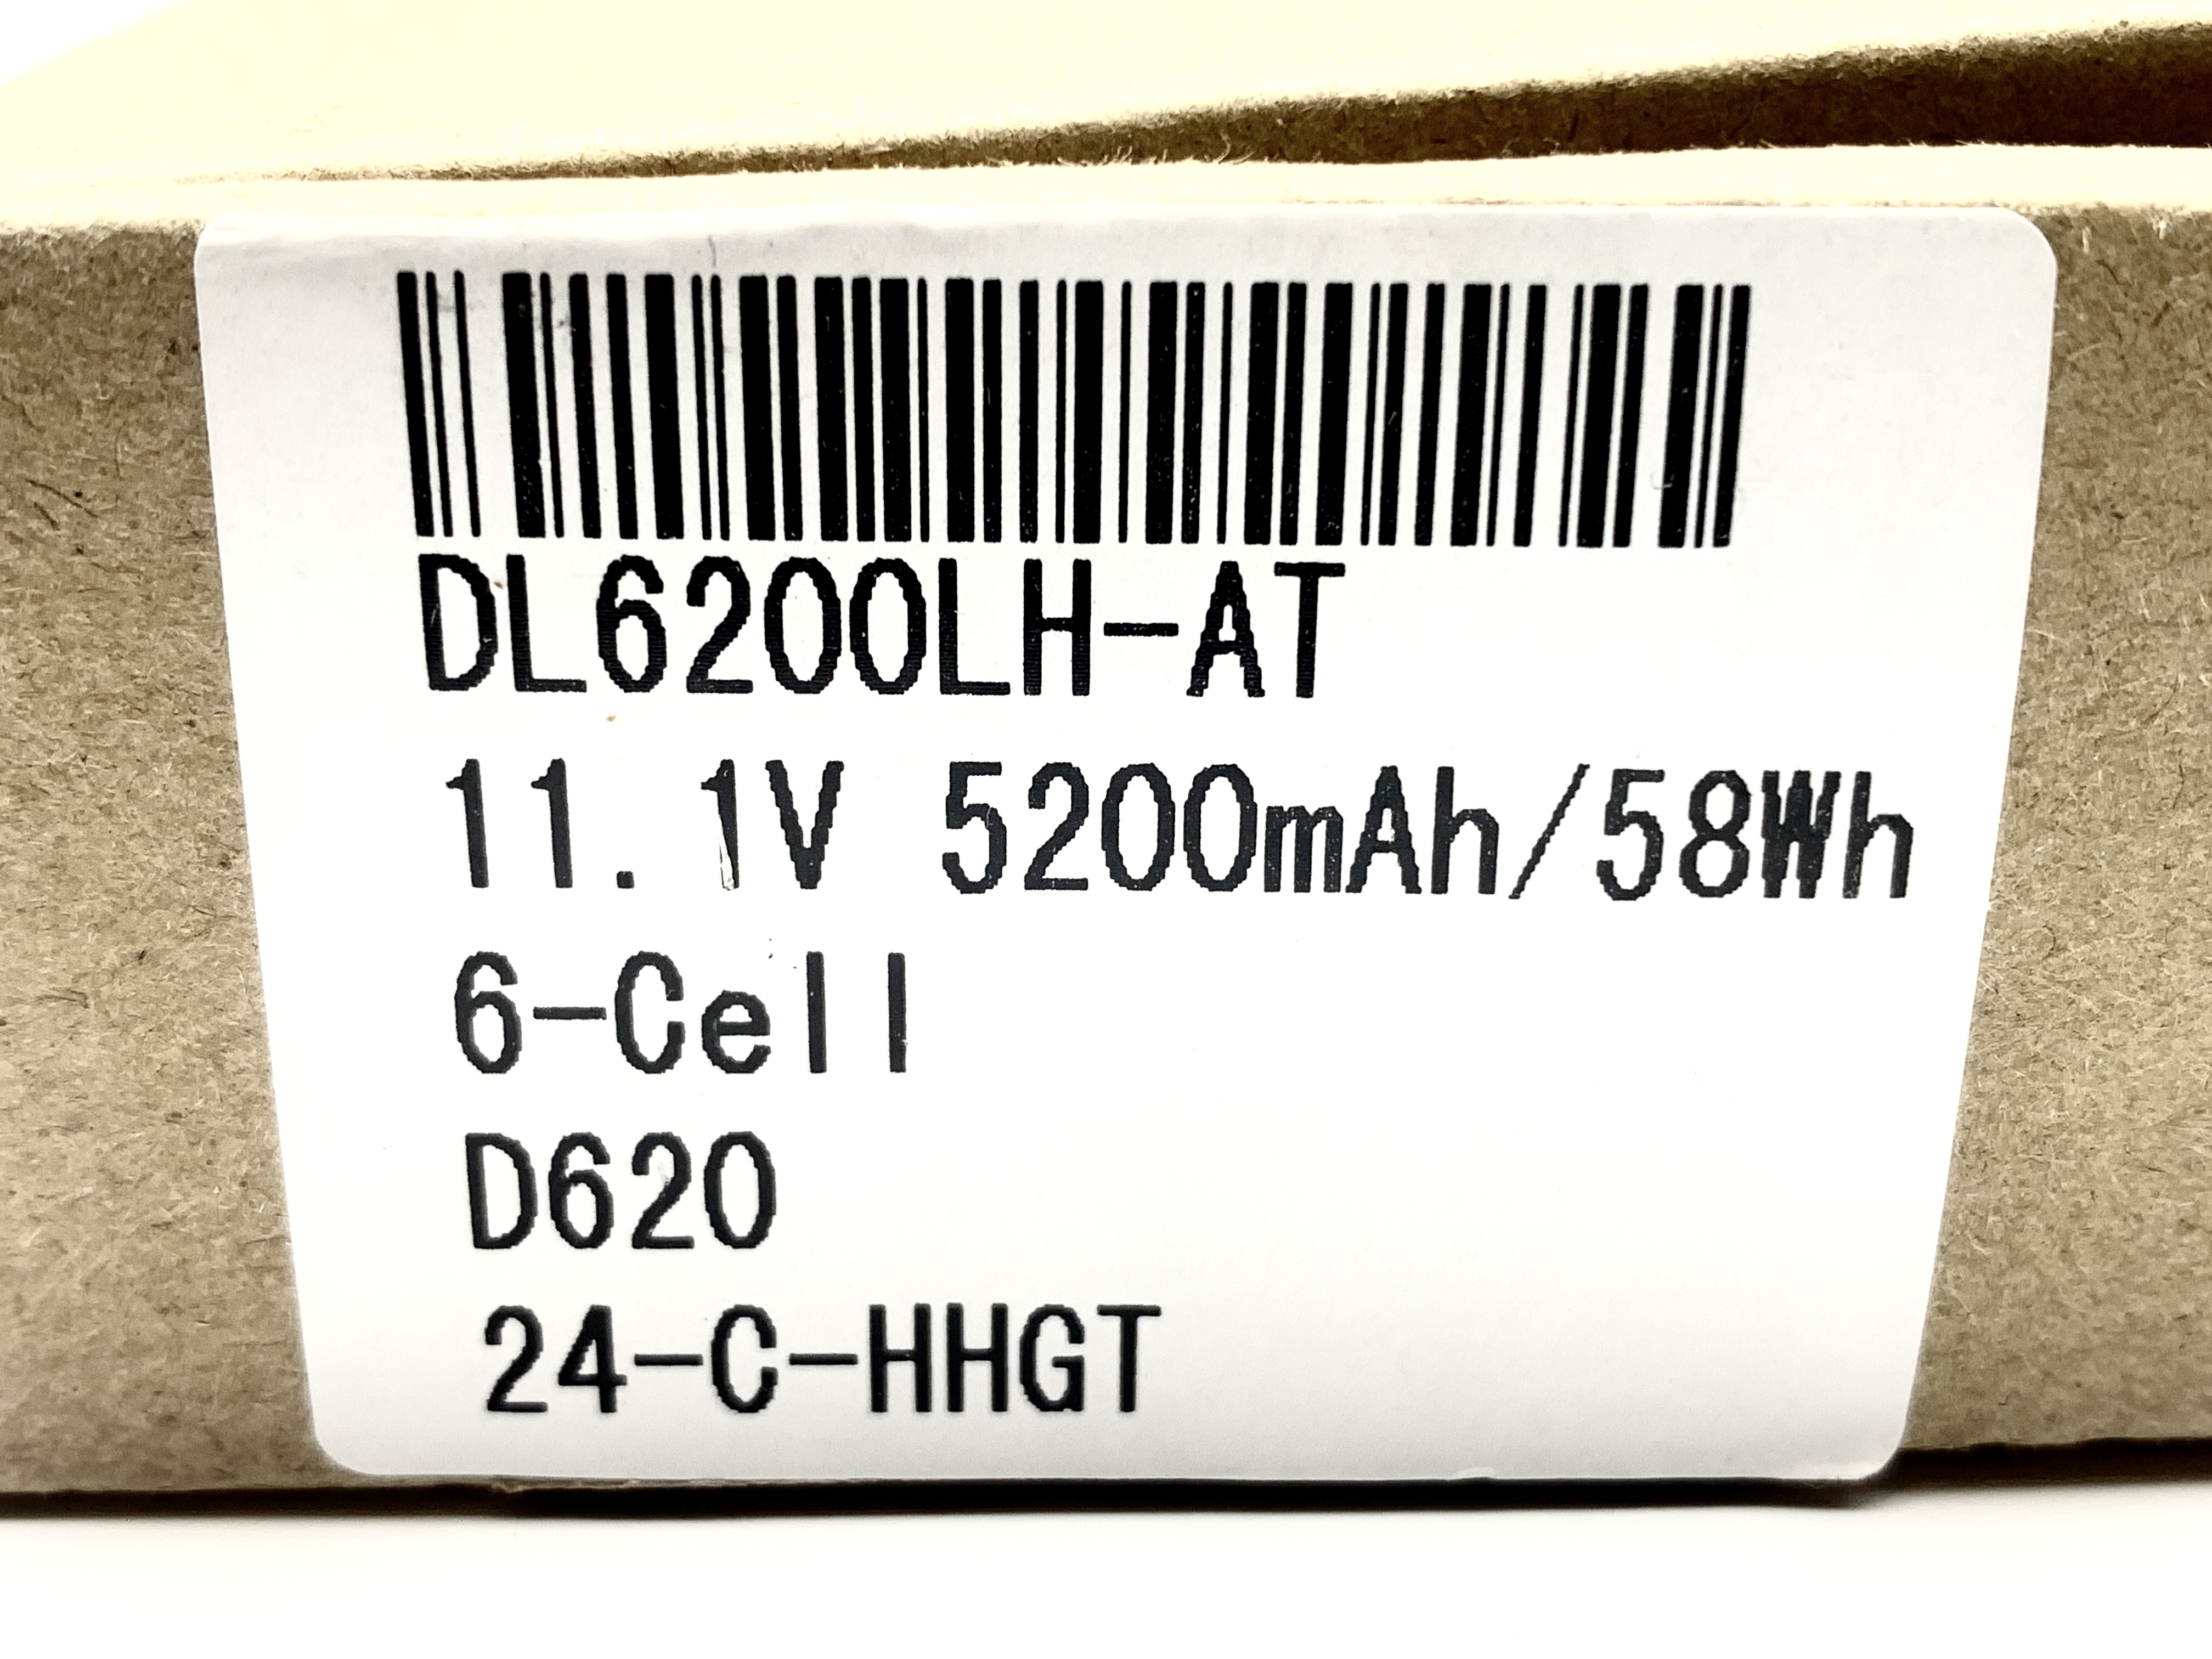 DL6200LH-AT
11.1V 5200mAh/58Wh
6-Cell
D620
24-C-HHGT